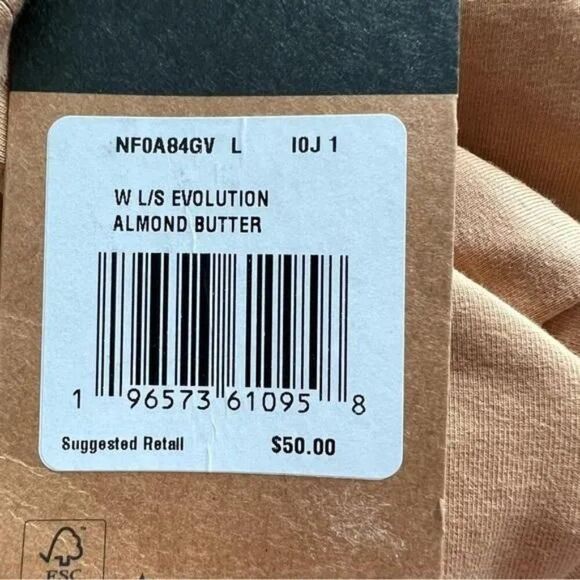 NF0A84GV L I0J 1
W L/S EVOLUTION
ALMOND BUTTER
1 96573 61095 8
Suggested Retail $50.00
FSC